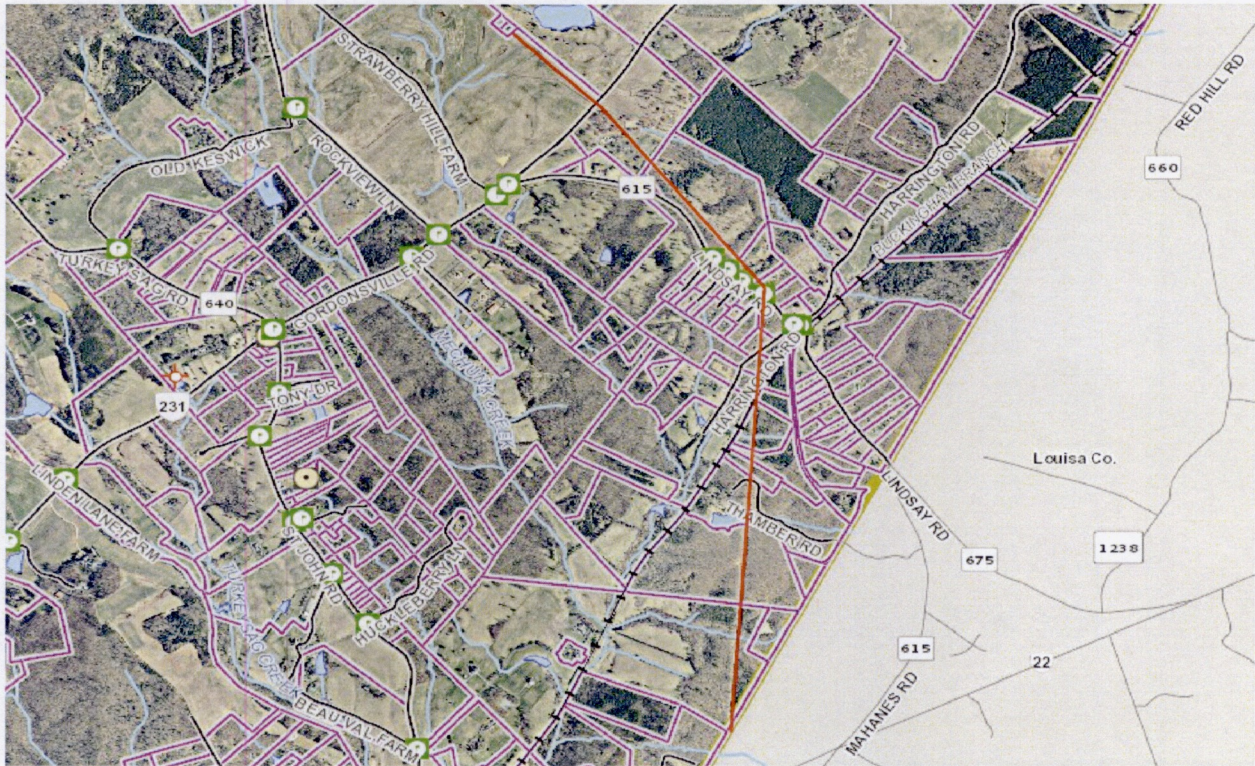 STRAWBERRY HILL FARM
RED HILL RD
OLD KESWICK
ROCKVIEW LN
HARRINGTON RD
BUCKINGHAM BRANCH
660
615
TURKEY SAG RD
640
GORDONSVILLE RD
LINDSAY RD
HARRINGTON RD
TONY DR
231
LINDEN LANE FARM
Louisa Co.
LINDSAY RD
THAMBER RD
1238
675
ST JOHN RD
HUCKLEBERRY LN
TURKEY SAG CREEK
BEAU VAL FARM
615
22
MAHANES RD